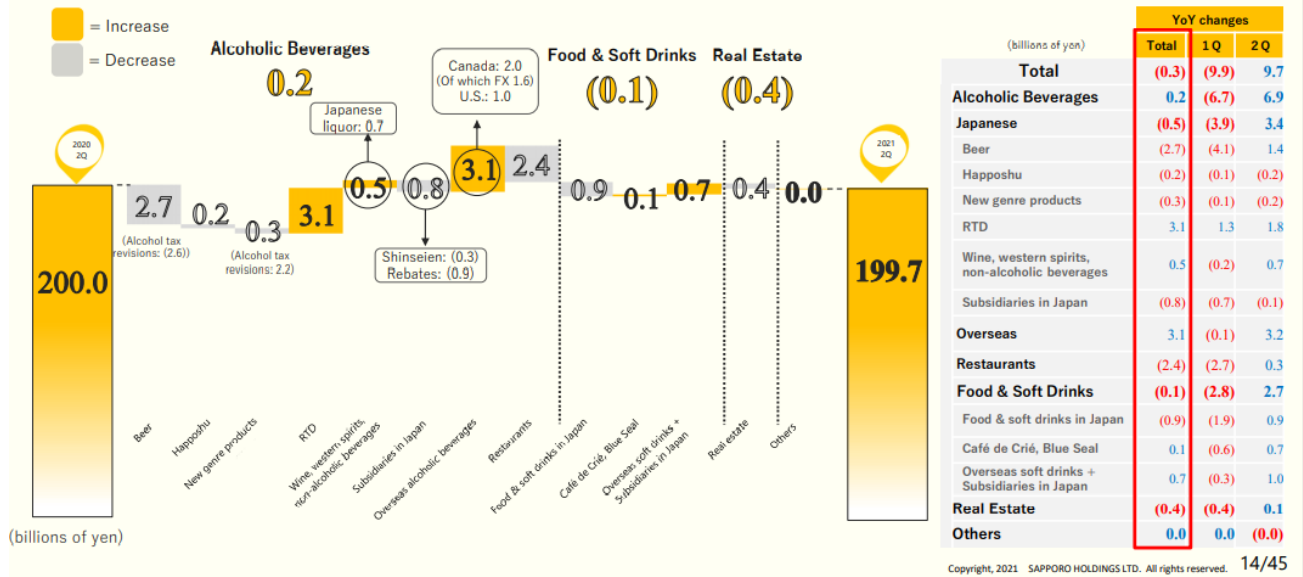 = Increase
= Decrease
Alcoholic Beverages
0.2
Food & Soft Drinks
(0.1)
Real Estate
(0.4)
Canada: 2.0
(Of which FX 1.6)
U.S.: 1.0
Japanese
liquor: 0.7
2020
2Q
200.0
2.7
(Alcohol tax
revisions: (2.6))
0.2
0.3
(Alcohol tax
revisions: 2.2)
3.1
0.5
0.8
Shinseien: (0.3)
Rebates: (0.9)
3.1
2.4
0.9
0.1
0.7
0.4
0.0
2021
2Q
199.7
Beer
Happoshu
New genre products
RTD
Wine, western spirits,
non-alcoholic beverages
Subsidiaries in Japan
Overseas alcoholic beverages
Restaurants
Food & soft drinks in Japan
Café de Crié, Blue Seal
Overseas soft drinks +
Subsidiaries in Japan
Real estate
Others
(billions of yen)
YoY changes
(billions of yen) Total 1Q 2Q
Total (0.3) (9.9) 9.7
Alcoholic Beverages 0.2 (6.7) 6.9
Japanese (0.5) (3.9) 3.4
Beer (2.7) (4.1) 1.4
Happoshu (0.2) (0.1) (0.2)
New genre products (0.3) (0.1) (0.2)
RTD 3.1 1.3 1.8
Wine, western spirits,
non-alcoholic beverages 0.5 (0.2) 0.7
Subsidiaries in Japan (0.8) (0.7) (0.1)
Overseas 3.1 (0.1) 3.2
Restaurants (2.4) (2.7) 0.3
Food & Soft Drinks (0.1) (2.8) 2.7
Food & soft drinks in Japan (0.9) (1.9) 0.9
Café de Crié, Blue Seal 0.1 (0.6) 0.7
Overseas soft drinks +
Subsidiaries in Japan 0.7 (0.3) 1.0
Real Estate (0.4) (0.4) 0.1
Others 0.0 0.0 (0.0)
Copyright, 2021 SAPPORO HOLDINGS LTD. All rights reserved. 14/45